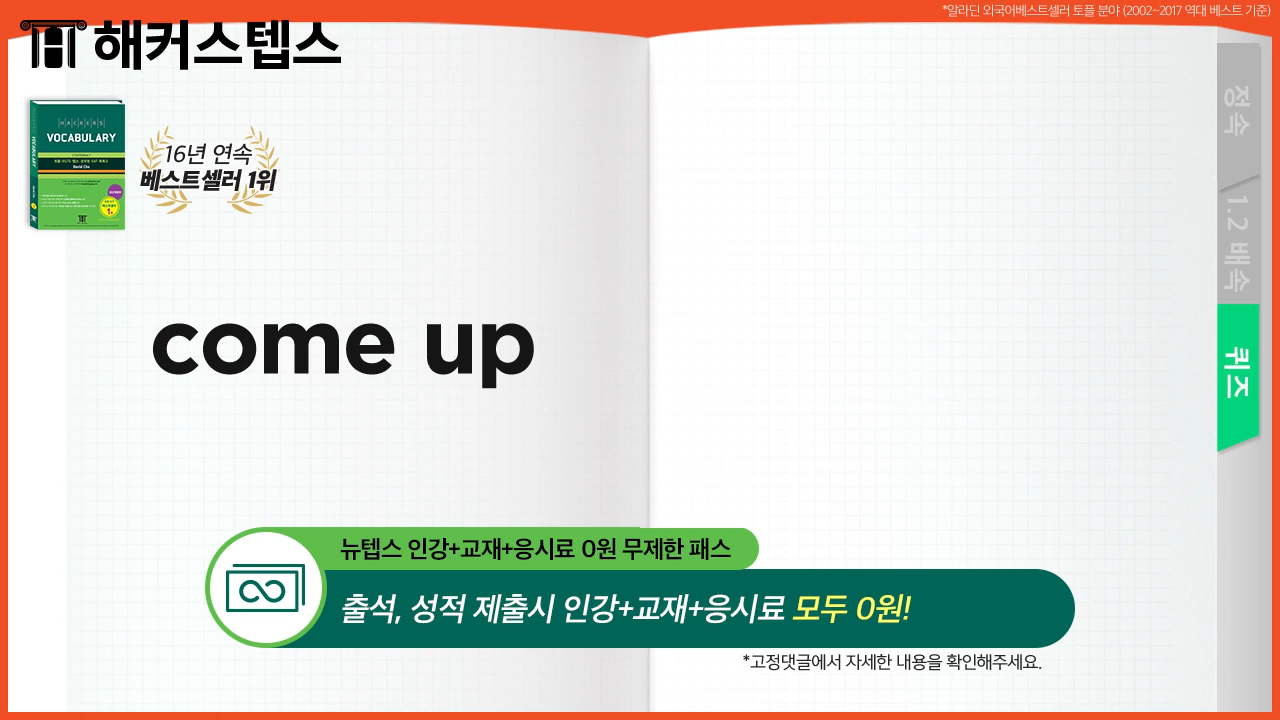 *알라딘 외국어베스트셀러 토플 분야 (2002~2017 역대 베스트 기준)
해커스텝스
HACKERS
VOCABULARY
David Cho
VOCABULARY
16년 연속
베스트셀러 1위
정속
1.2 배속
퀴즈
come up
뉴텝스 인강+교재+응시료 0원 무제한 패스
출석, 성적 제출시 인강+교재+응시료 모두 0원!
*고정댓글에서 자세한 내용을 확인해주세요.